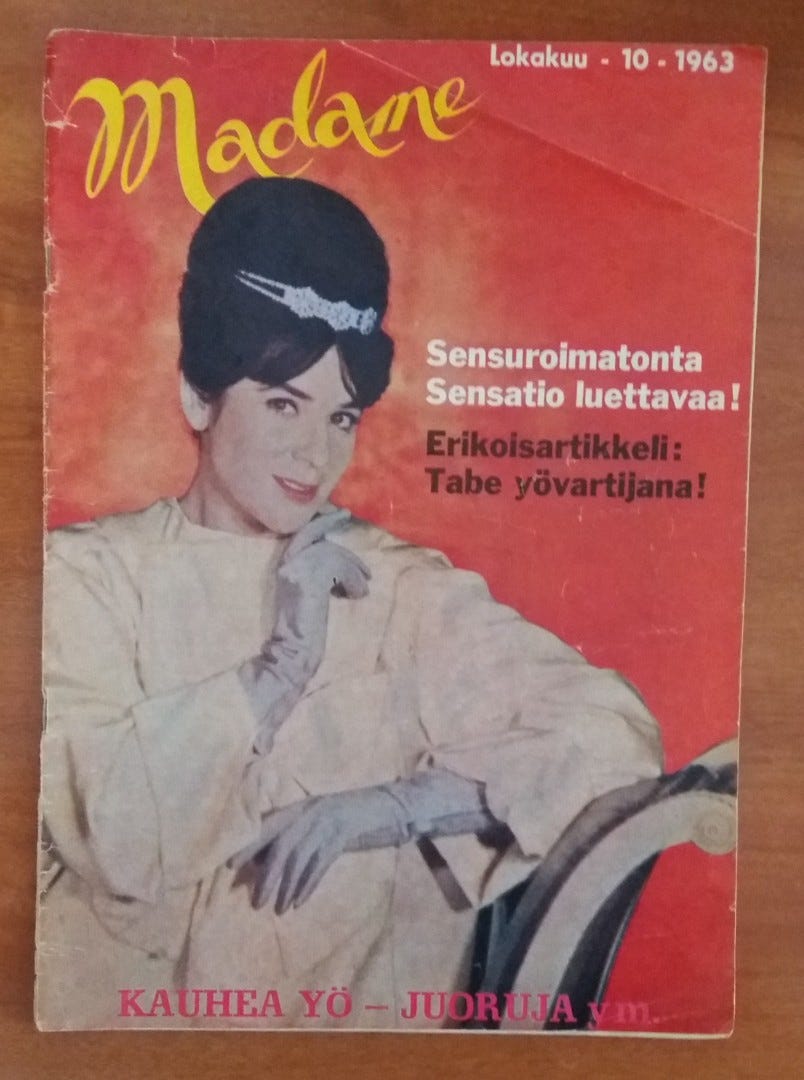 Lokakuu - 10 - 1963
Madame
Sensuroimatonta
Sensatio luettavaa!
Erikoisartikkeli:
Tabe yövartijana!
KAUHEA YÖ - JUORUJA ym.